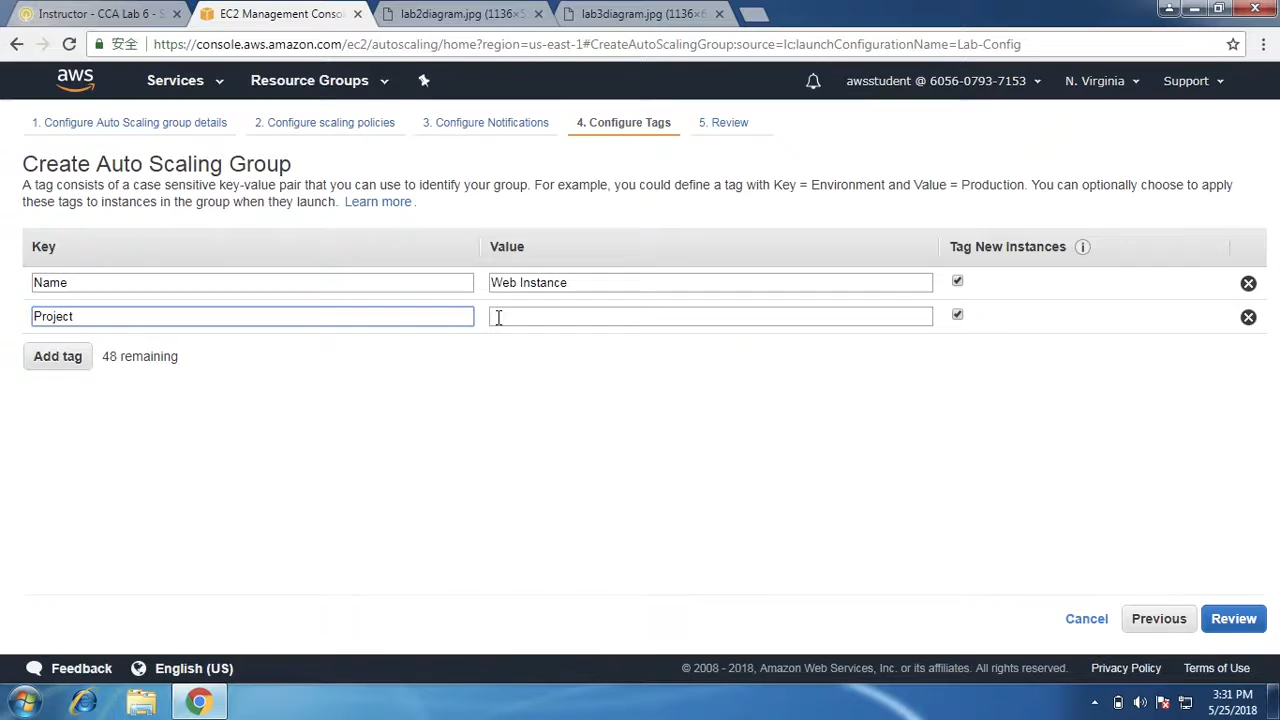 Instructor - CCA Lab 6 - S
EC2 Management Conso
lab2diagram.jpg (1136×5
lab3diagram.jpg (1136×6
安全 https://console.aws.amazon.com/ec2/autoscaling/home?region=us-east-1#CreateAutoScalingGroup:source=lc;launchConfigurationName=Lab-Config
aws Services Resource Groups awsstudent @ 6056-0793-7153 N. Virginia Support
1. Configure Auto Scaling group details 2. Configure scaling policies 3. Configure Notifications 4. Configure Tags 5. Review
Create Auto Scaling Group
A tag consists of a case sensitive key-value pair that you can use to identify your group. For example, you could define a tag with Key = Environment and Value = Production. You can optionally choose to apply
these tags to instances in the group when they launch. Learn more.
Key Value Tag New Instances
Name Web Instance
Project
Add tag 48 remaining
Cancel Previous Review
Feedback English (US) © 2008 - 2018, Amazon Web Services, Inc. or its affiliates. All rights reserved. Privacy Policy Terms of Use
3:31 PM
5/25/2018